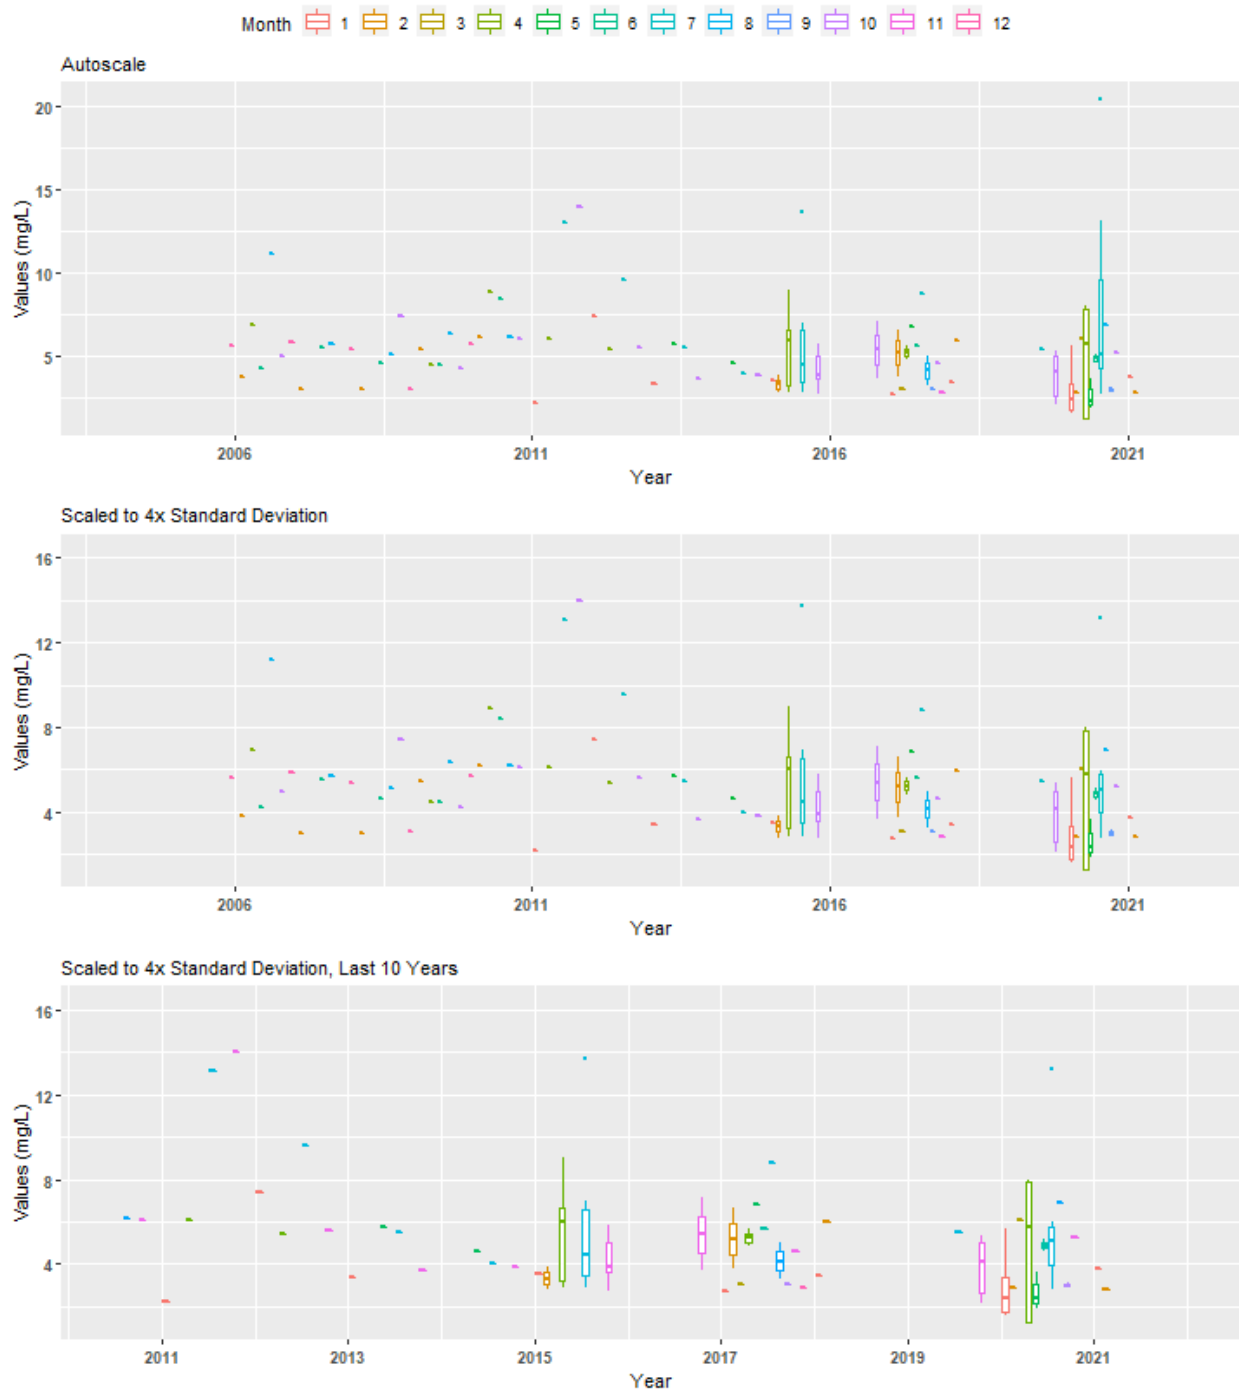 Month 1 2 3 4 5 6 7 8 9 10 11 12
Autoscale
20
15
10
5
Values (mg/L)
2006 2011 2016 2021
Year
Scaled to 4x Standard Deviation
16
12
8
4
Values (mg/L)
2006 2011 2016 2021
Year
Scaled to 4x Standard Deviation, Last 10 Years
16
12
8
4
Values (mg/L)
2011 2013 2015 2017 2019 2021
Year